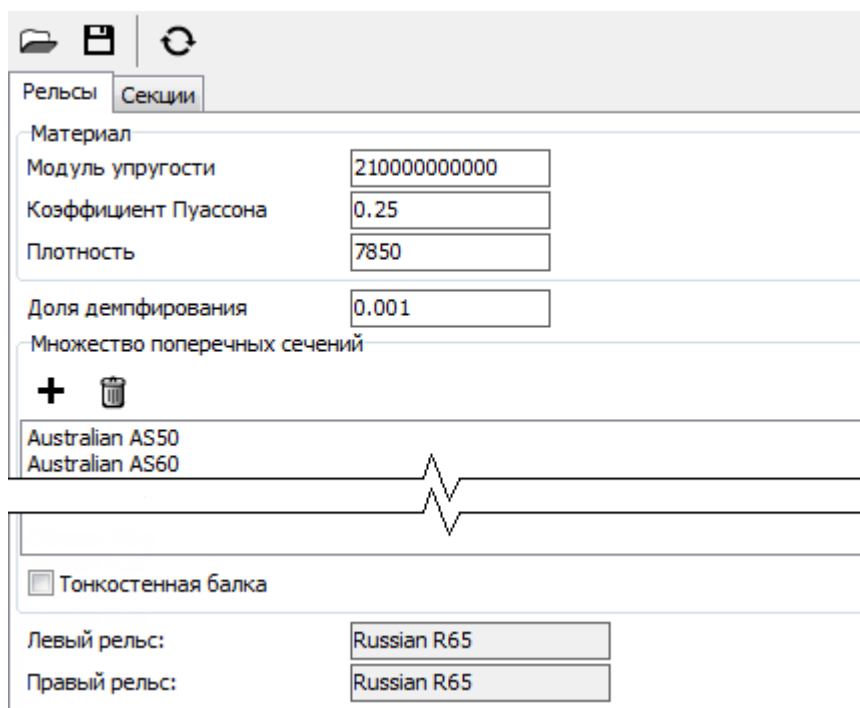 Рельсы Секции
Материал
Модуль упругости 210000000000
Коэффициент Пуассона 0.25
Плотность 7850
Доля демпфирования 0.001
Множество поперечных сечений
Australian AS50
Australian AS60
Тонкостенная балка
Левый рельс: Russian R65
Правый рельс: Russian R65